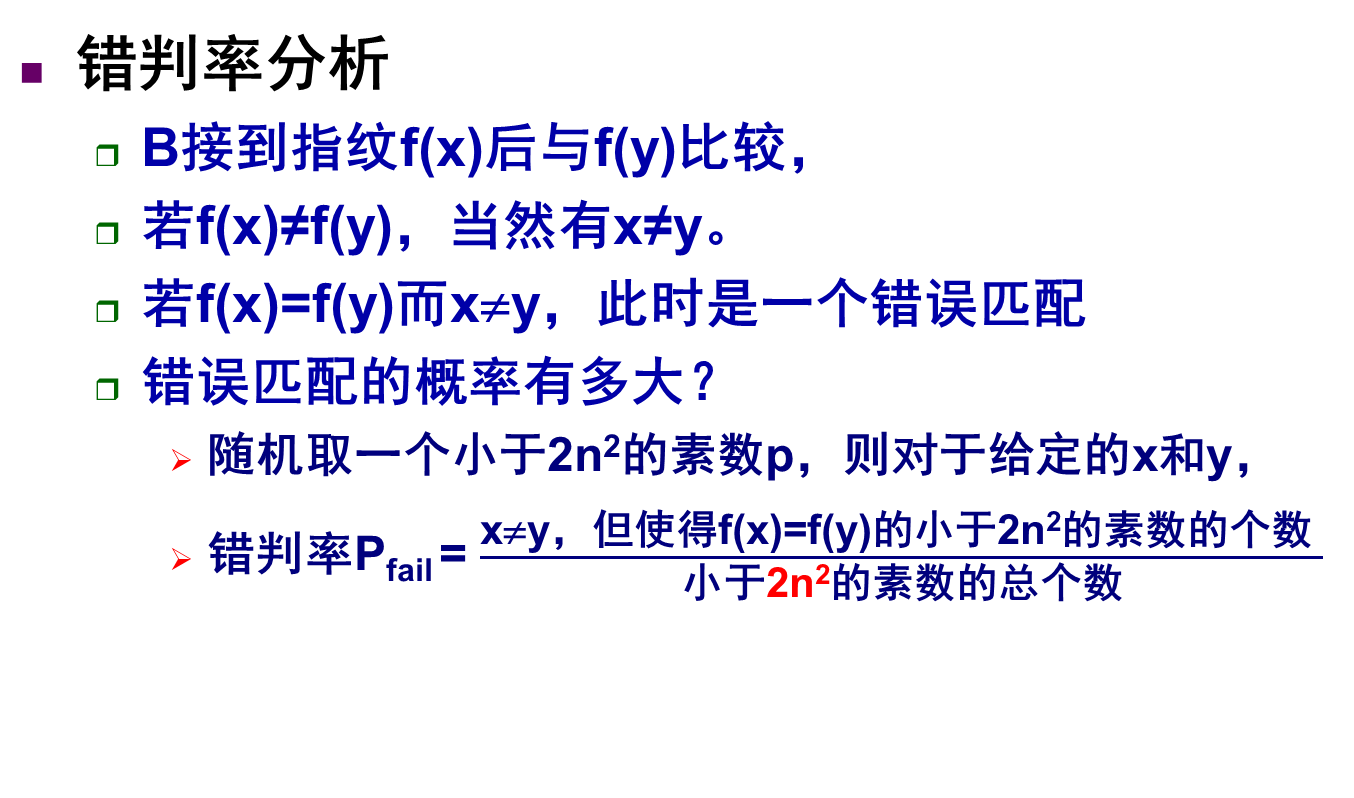 错判率分析
B接到指纹f(x)后与f(y)比较，
若f(x)≠f(y)，当然有x≠y。
若f(x)=f(y)而x≠y，此时是一个错误匹配
错误匹配的概率有多大？
随机取一个小于2n²的素数p，则对于给定的x和y，
x≠y，但使得f(x)=f(y)的小于2n²的素数的个数
错判率Pfail=
小于2n²的素数的总个数